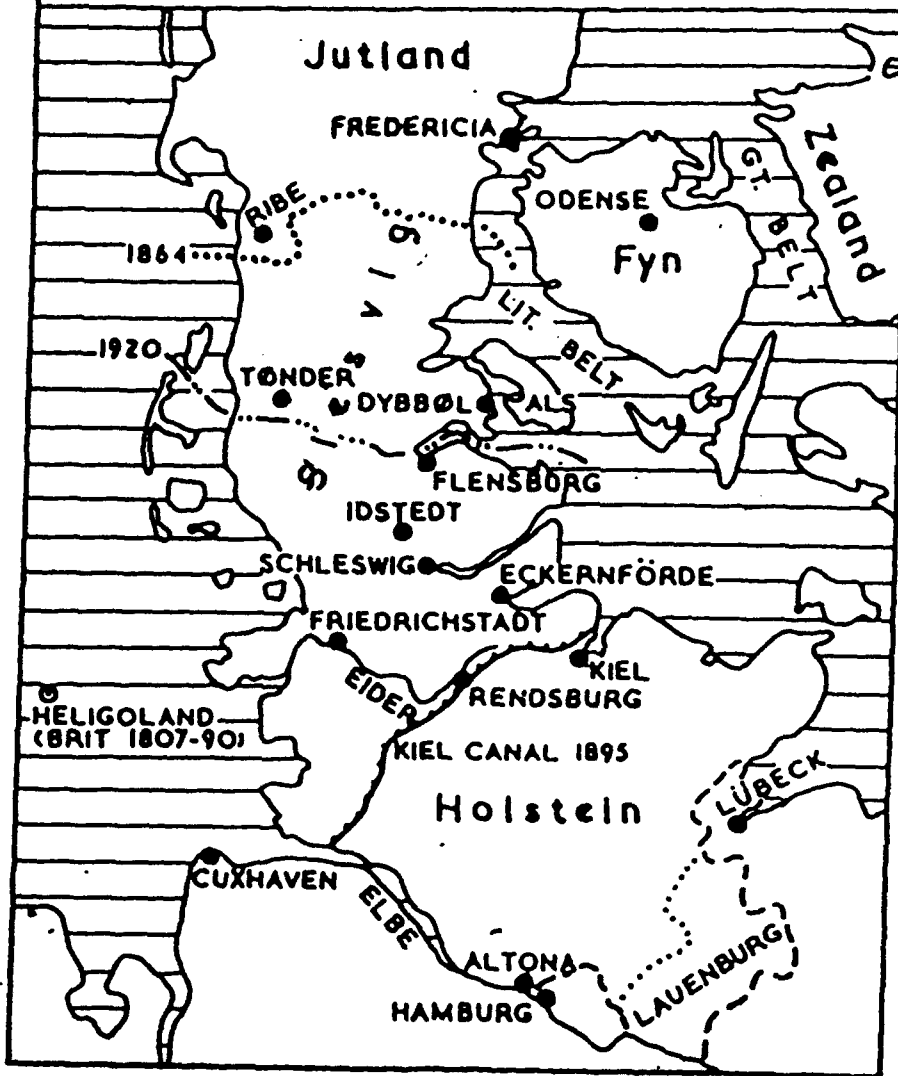 Jutland
FREDERICIA
Zealand
GT. BELT
RIBE
ODENSE
1864
Fyn
Slesvig
LIT. BELT
1920
TØNDER
DYBBØL
ALS
FLENSBURG
IDSTEDT
SCHLESWIG
ECKERNFÖRDE
FRIEDRICHSTADT
KIEL
EIDER
RENDSBURG
HELIGOLAND
(BRIT 1807-90)
KIEL CANAL 1895
LÜBECK
Holstein
CUXHAVEN
ELBE
ALTONA
LAUENBURG
HAMBURG